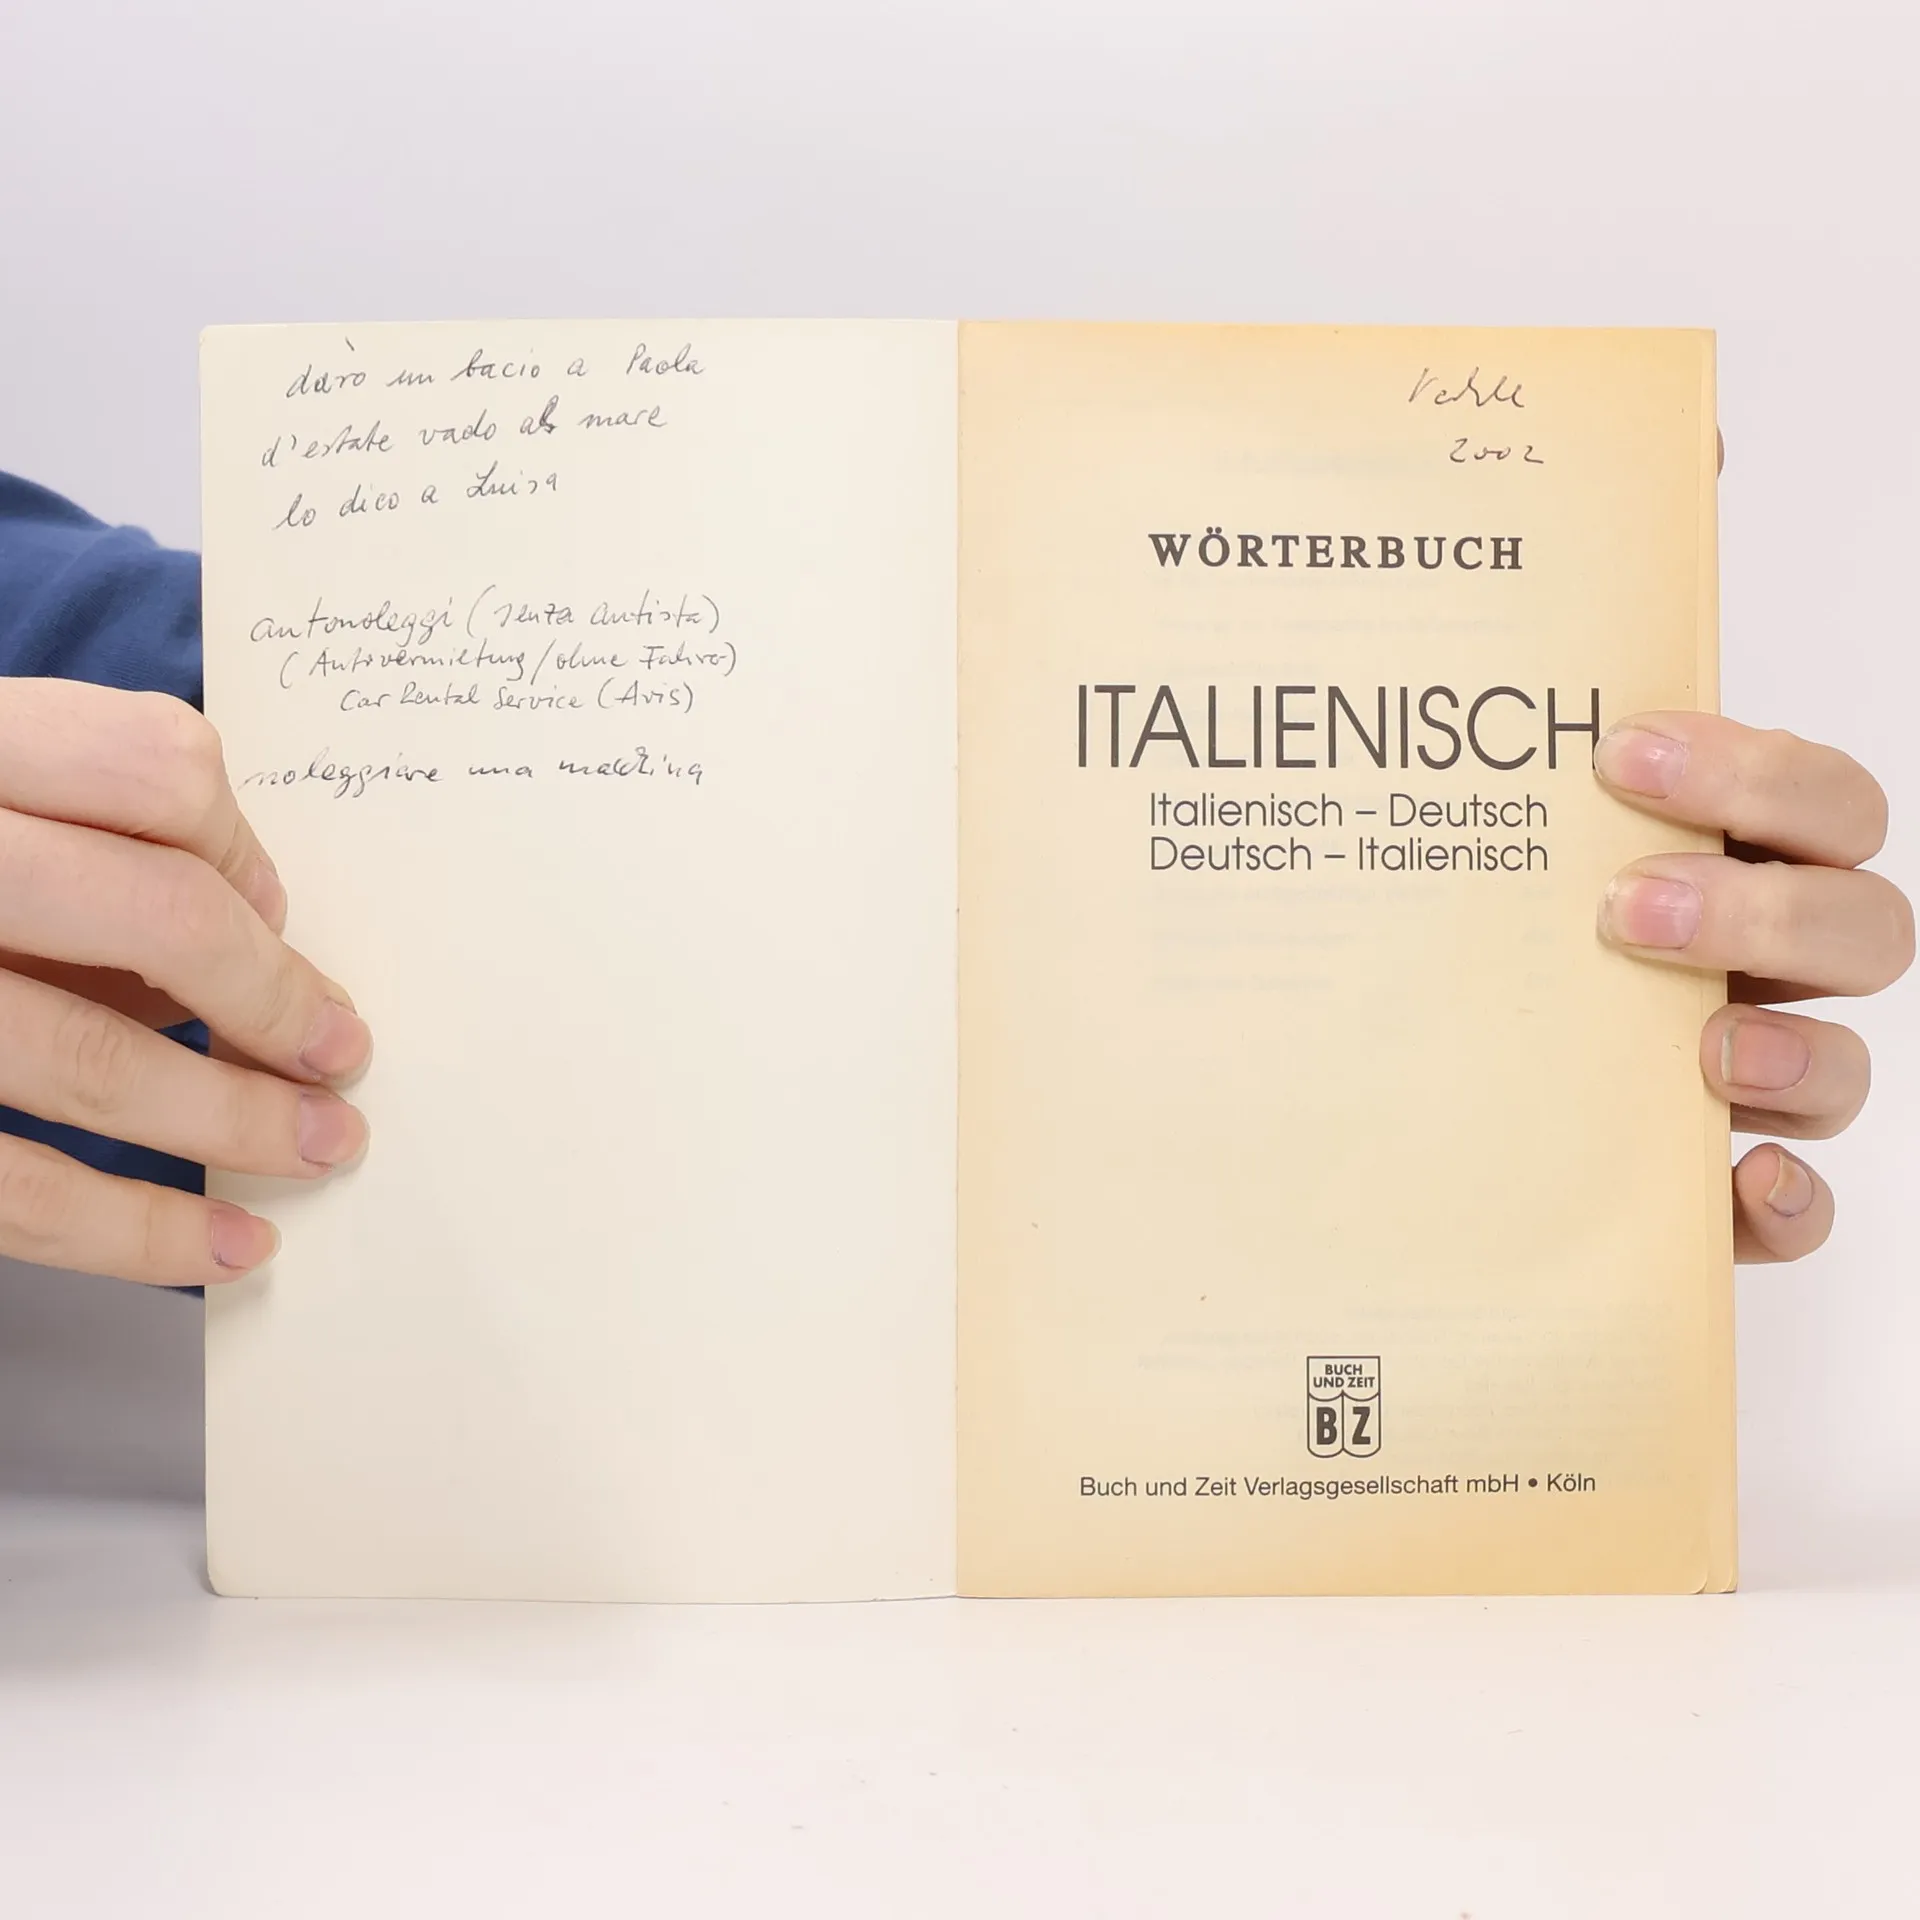 dàro un bacio a Paola
d'estate vado al mare
lo dico a Luisa
autonoleggi (senza autista)
(Autovermietung/ohne Fahrer)
Car Rental Service (Avis)
noleggiare una macchina
2002
WÖRTERBUCH
ITALIENISCH
Italienisch – Deutsch
Deutsch – Italienisch
BUCH
UND ZEIT
B Z
Buch und Zeit Verlagsgesellschaft mbH • Köln